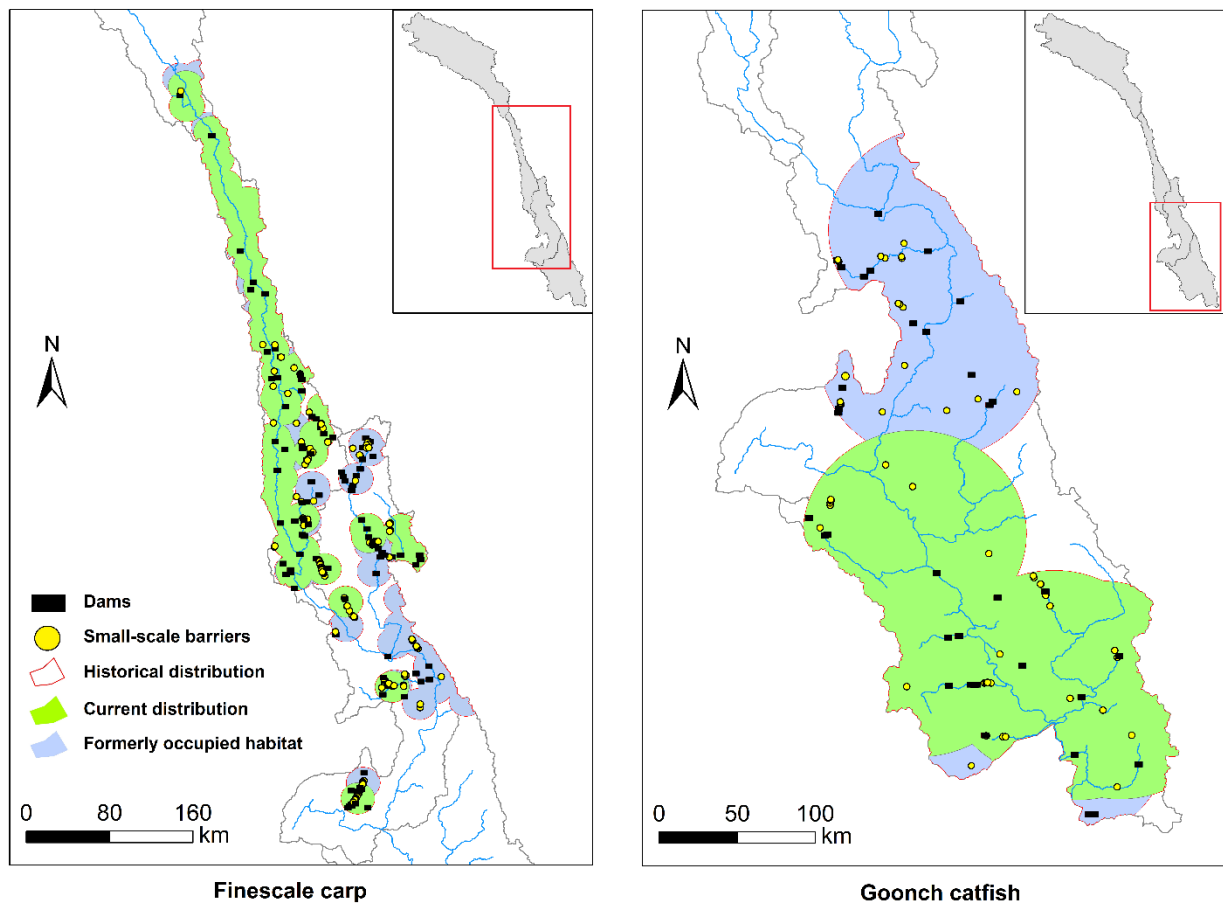 N
Dams
Small-scale barriers
Historical distribution
Current distribution
Formerly occupied habitat
0 80 160
km
Finescale carp
N
0 50 100
km
Goonch catfish